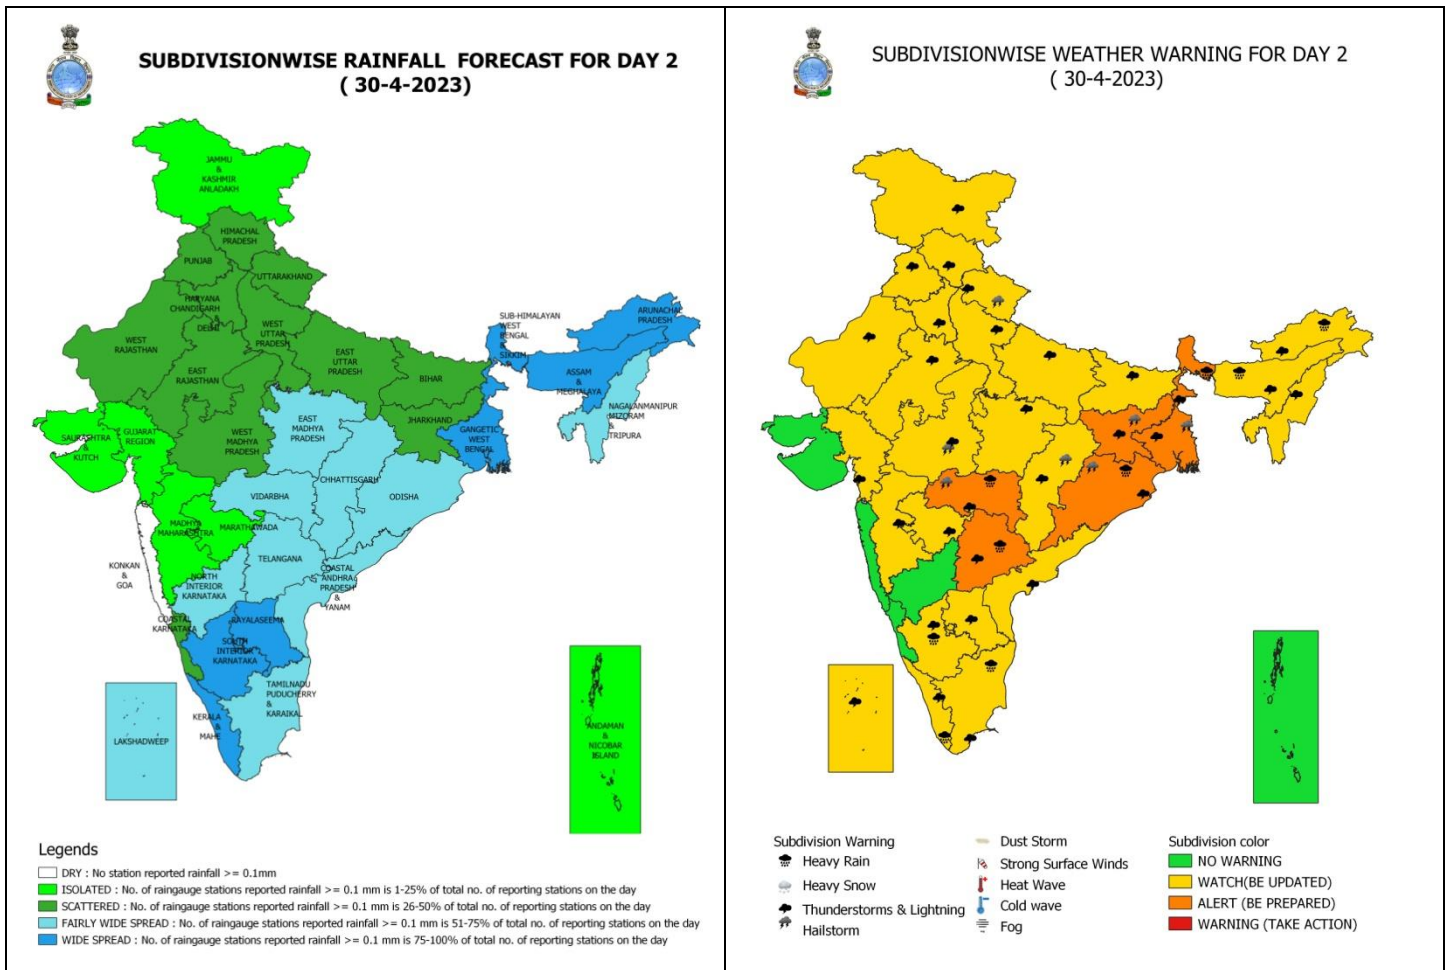 SUBDIVISIONWISE RAINFALL FORECAST FOR DAY 2
( 30-4-2023)
JAMMU
&
KASHMIR
ANLADAKH
HIMACHAL
PRADESH
PUNJAB
UTTARAKHAND
HARYANA
CHANDIGARH
&
DELHI
WEST
UTTAR
PRADESH
WEST
RAJASTHAN
EAST
RAJASTHAN
EAST
UTTAR
PRADESH
BIHAR
SUB-HIMALAYAN
WEST
BENGAL
&
SIKKIM
ARUNACHAL
PRADESH
ASSAM
&
MEGHALAYA
NAGALANMANIPUR
MIZORAM
&
TRIPURA
JHARKHAND
GANGETIC
WEST
BENGAL
EAST
MADHYA
PRADESH
WEST
MADHYA
PRADESH
GUJARAT
REGION
SAURASHTRA
&
KUTCH
CHHATTISGARH
ODISHA
VIDARBHA
MADHYA
MAHARASHTRA
MARATHAWADA
TELANGANA
KONKAN
&
GOA
NORTH
INTERIOR
KARNATAKA
COASTAL
ANDHRA
PRADESH
&
YANAM
COASTAL
KARNATAKA
RAYALASEEMA
SOUTH
INTERIOR
KARNATAKA
TAMILNADU
PUDUCHERRY
&
KARAIKAL
KERALA
&
MAHE
LAKSHADWEEP
ANDAMAN
&
NICOBAR
ISLAND
Legends
DRY : No station reported rainfall >= 0.1mm
ISOLATED : No. of raingauge stations reported rainfall >= 0.1 mm is 1-25% of total no. of reporting stations on the day
SCATTERED : No. of raingauge stations reported rainfall >= 0.1 mm is 26-50% of total no. of reporting stations on the day
FAIRLY WIDE SPREAD : No. of raingauge stations reported rainfall >= 0.1 mm is 51-75% of total no. of reporting stations on the day
WIDE SPREAD : No. of raingauge stations reported rainfall >= 0.1 mm is 75-100% of total no. of reporting stations on the day
SUBDIVISIONWISE WEATHER WARNING FOR DAY 2
( 30-4-2023)
Subdivision Warning
Heavy Rain
Heavy Snow
Thunderstorms & Lightning
Hailstorm
Dust Storm
Strong Surface Winds
Heat Wave
Cold wave
Fog
Subdivision color
NO WARNING
WATCH(BE UPDATED)
ALERT (BE PREPARED)
WARNING (TAKE ACTION)